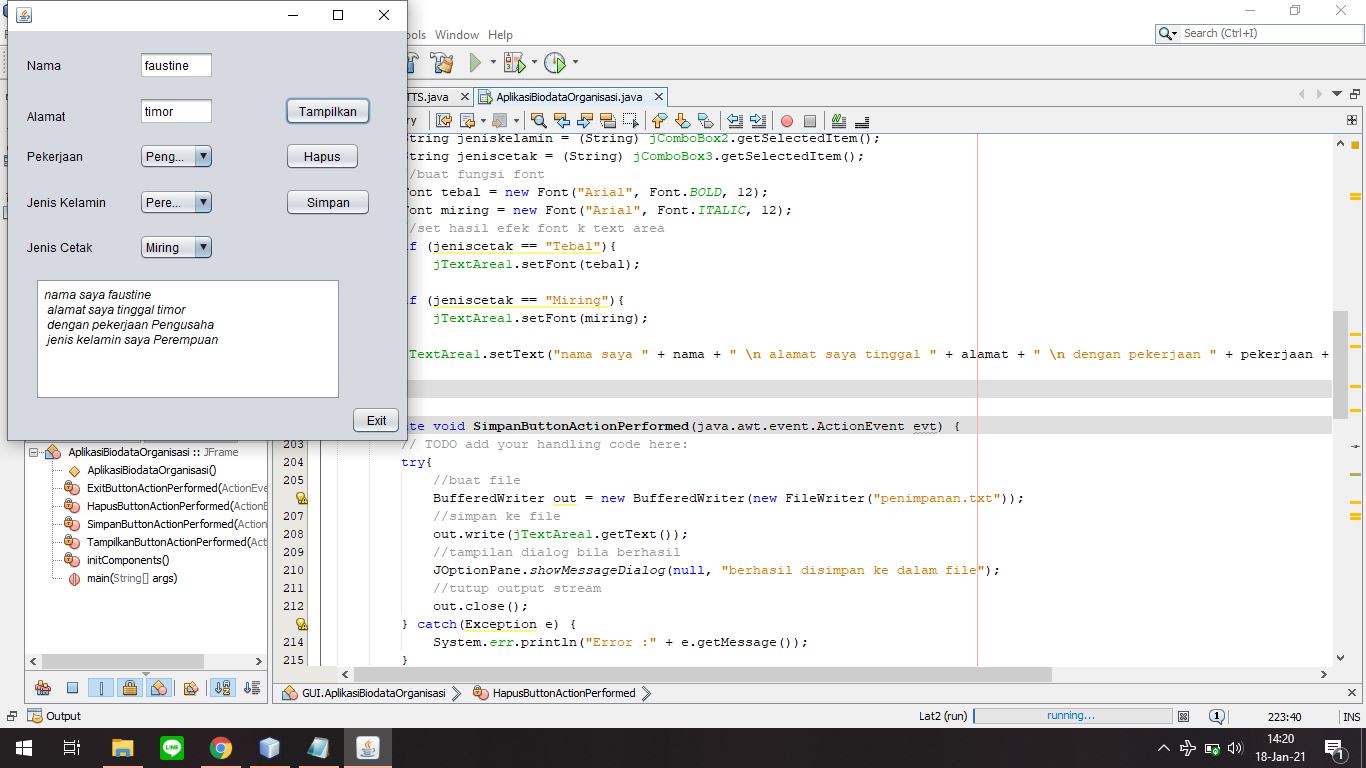 Nama
faustine
Alamat
timor
Tampilkan
Pekerjaan
Peng...
Hapus
Jenis Kelamin
Pere...
Simpan
Jenis Cetak
Miring
nama saya faustine
alamat saya tinggal timor
dengan pekerjaan Pengusaha
jenis kelamin saya Perempuan
Exit
ools Window Help
Search (Ctrl+I)
TTS.java
AplikasiBiodataOrganisasi.java
ry
String jeniskelamin = (String) jComboBox2.getSelectedItem();
String jeniscetak = (String) jComboBox3.getSelectedItem();
/buat fungsi font
Font tebal = new Font("Arial", Font.BOLD, 12);
Font miring = new Font("Arial", Font.ITALIC, 12);
/set hasil efek font k text area
if (jeniscetak == "Tebal"){
jTextArea1.setFont(tebal);
if (jeniscetak == "Miring"){
jTextArea1.setFont(miring);
TextArea1.setText("nama saya " + nama + " \n alamat saya tinggal " + alamat + " \n dengan pekerjaan " + pekerjaan +
te void SimpanButtonActionPerformed(java.awt.event.ActionEvent evt) {
203 // TODO add your handling code here:
204 try{
205 //buat file
BufferedWriter out = new BufferedWriter(new FileWriter("penimpanan.txt"));
207 //simpan ke file
208 out.write(jTextArea1.getText());
209 //tampilan dialog bila berhasil
210 JOptionPane.showMessageDialog(null, "berhasil disimpan ke dalam file");
211 //tutup output stream
212 out.close();
} catch(Exception e) {
214 System.err.println("Error :" + e.getMessage());
215 }
AplikasiBiodataOrganisasi :: JFrame
AplikasiBiodataOrganisasi()
ExitButtonActionPerformed(ActionEve
HapusButtonActionPerformed(ActionE
SimpanButtonActionPerformed(Action
TampilkanButtonActionPerformed(Act
initComponents()
main(String[] args)
GUI.AplikasiBiodataOrganisasi
HapusButtonActionPerformed
Output
Lat2 (run)
running...
1
223:40
INS
LINE
14:20
18-Jan-21
1